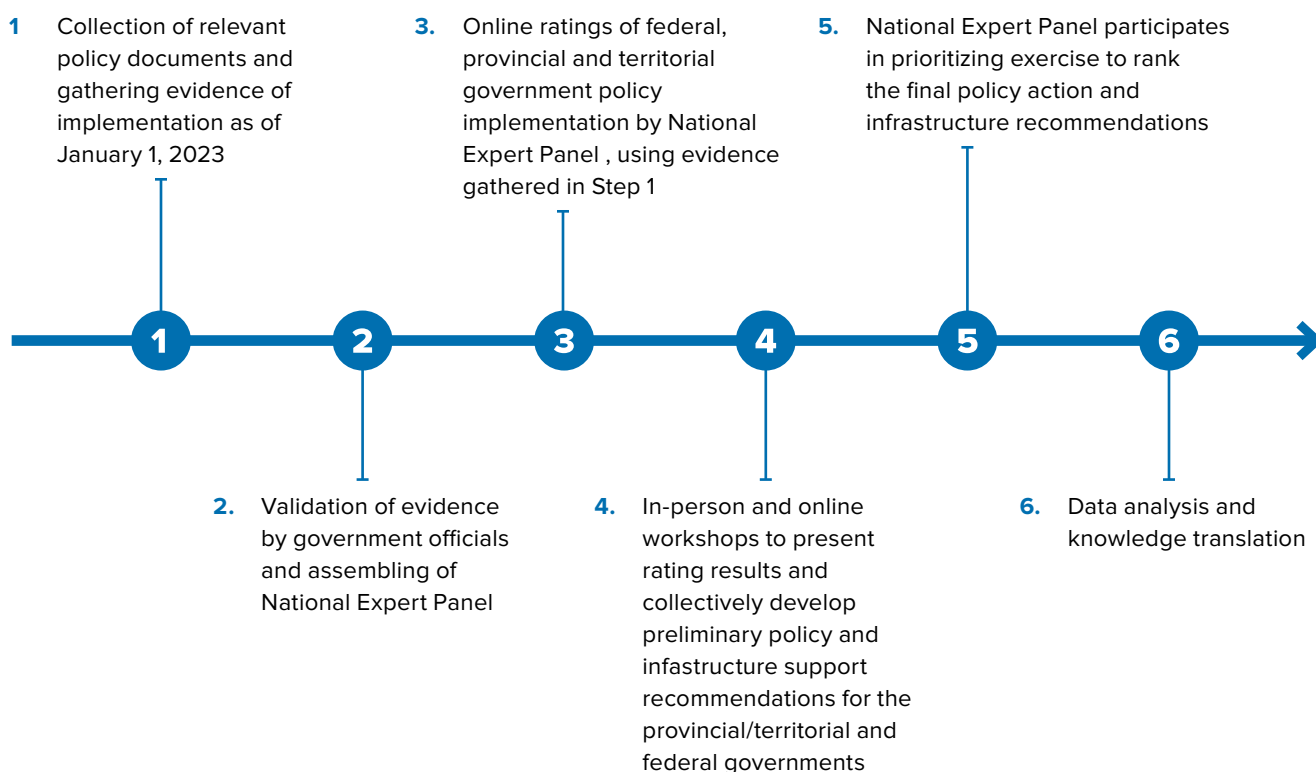 1 Collection of relevant
policy documents and
gathering evidence of
implementation as of
January 1, 2023
3. Online ratings of federal,
provincial and territorial
government policy
implementation by National
Expert Panel , using evidence
gathered in Step 1
5. National Expert Panel participates
in prioritizing exercise to rank
the final policy action and
infrastructure recommendations
1 2 3 4 5 6
2. Validation of evidence
by government officials
and assembling of
National Expert Panel
4. In-person and online
workshops to present
rating results and
collectively develop
preliminary policy and
infastructure support
recommendations for the
provincial/territorial and
federal governments
6. Data analysis and
knowledge translation